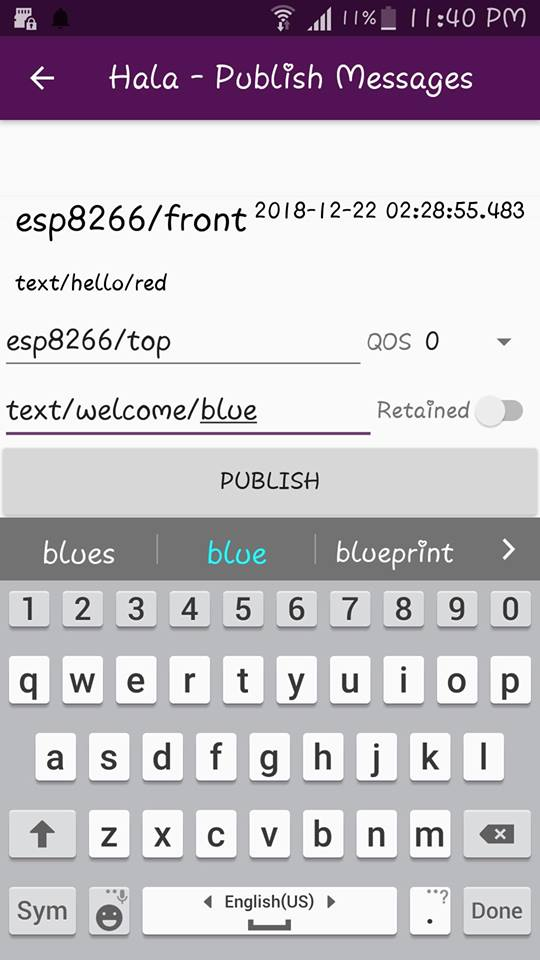 11% 11:40 PM
Hala - Publish Messages
esp8266/front 2018-12-22 02:28:55.483
text/hello/red
esp8266/top QOS 0
text/welcome/blue Retained
PUBLISH
blues blue blueprint
1 2 3 4 5 6 7 8 9 0
q w e r t y u i o p
a s d f g h j k l
z x c v b n m
Sym English(US) . ? Done